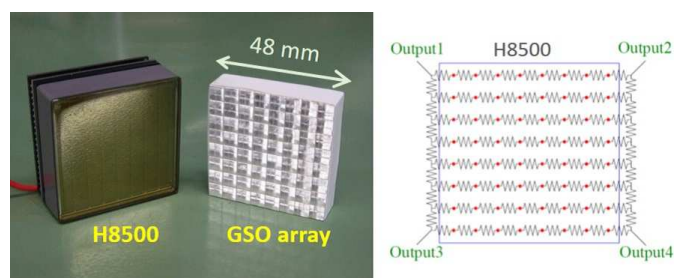 48 mm
H8500
GSO array
H8500
Output1
Output2
Output3
Output4